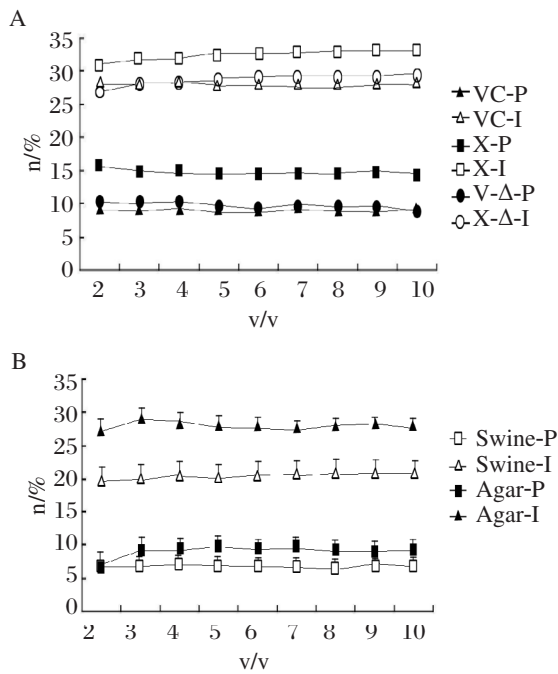 A
35
30
25
20
15
10
5
0
n/%
2 3 4 5 6 7 8 9 10
v/v
VC-P
VC-I
X-P
X-I
V-Δ-P
X-Δ-I
B
35
30
25
20
15
10
5
0
n/%
2 3 4 5 6 7 8 9 10
v/v
Swine-P
Swine-I
Agar-P
Agar-I